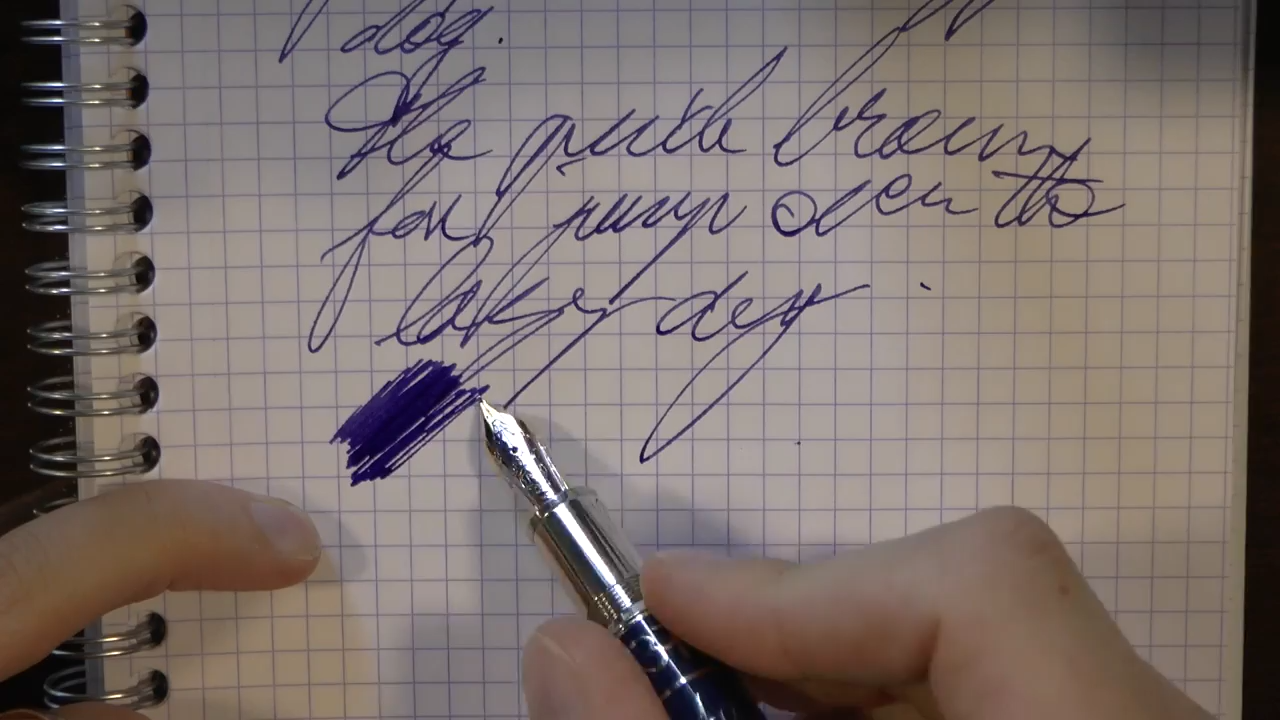 dog.
The quick brown
fox jumps over the
lazy dog.